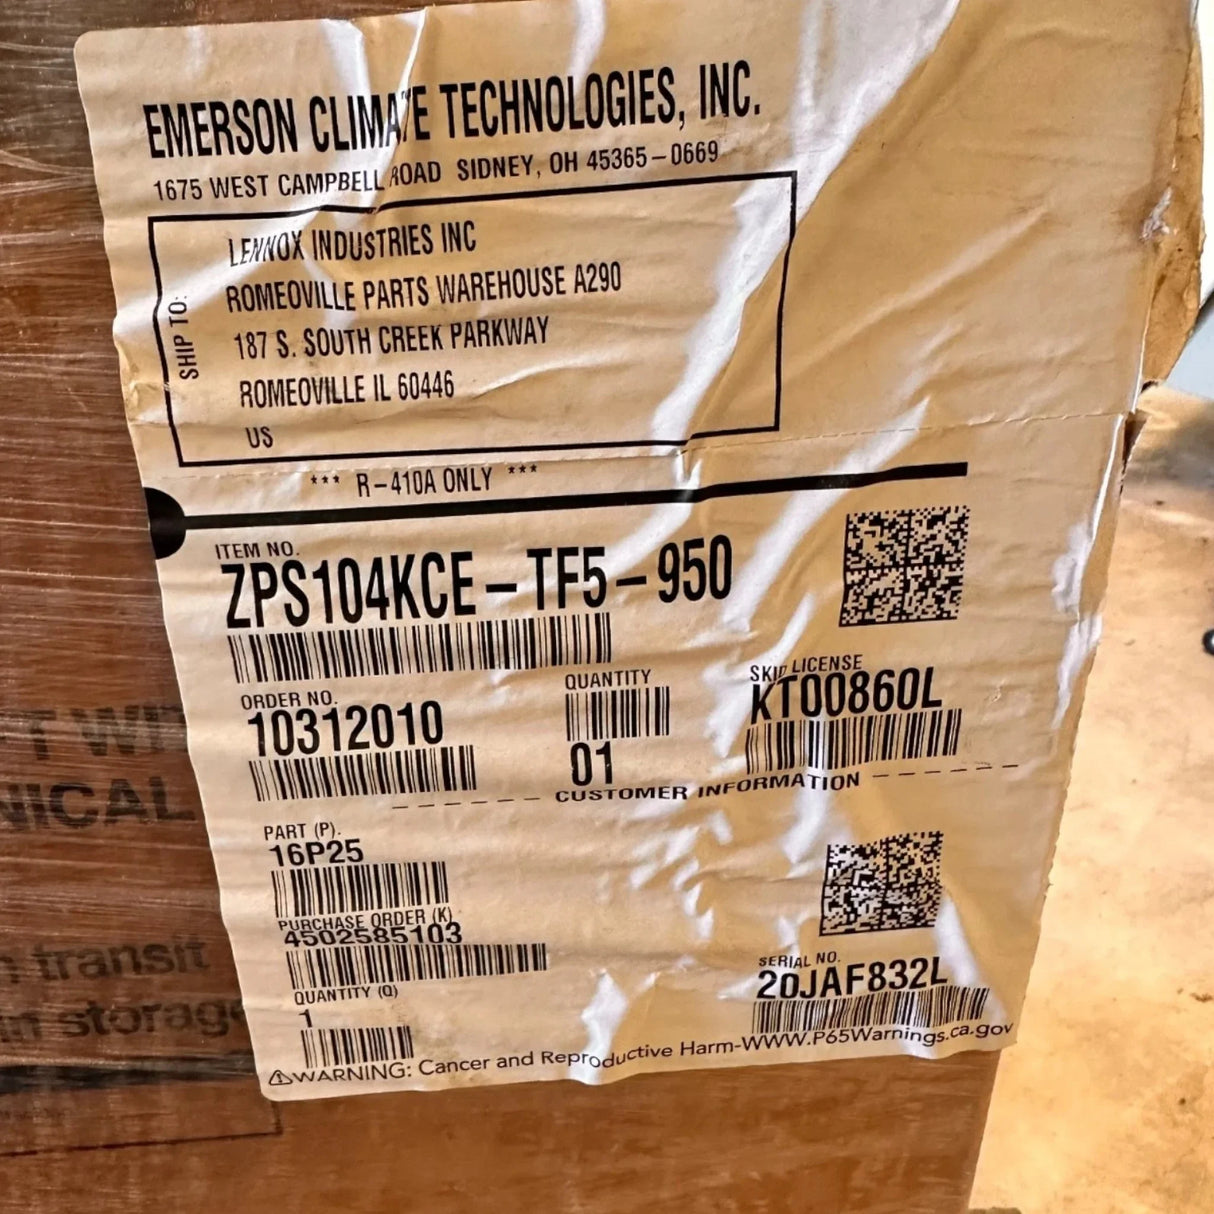 EMERSON CLIMATE TECHNOLOGIES, INC.
1675 WEST CAMPBELL ROAD SIDNEY, OH 45365-0669
SHIP TO:
LENNOX INDUSTRIES INC
ROMEOVILLE PARTS WAREHOUSE A290
187 S. SOUTH CREEK PARKWAY
ROMEOVILLE IL 60446
US
*** R-410A ONLY ***
ITEM NO.
ZPS104KCE-TF5-950
ORDER NO.
10312010
QUANTITY
01
SKID LICENSE
KT00860L
CUSTOMER INFORMATION
PART (P).
16P25
PURCHASE ORDER (K)
4502585103
QUANTITY (Q)
1
SERIAL NO.
20JAF832L
⚠WARNING: Cancer and Reproductive Harm-WWW.P65Warnings.ca.gov
transit
in storage